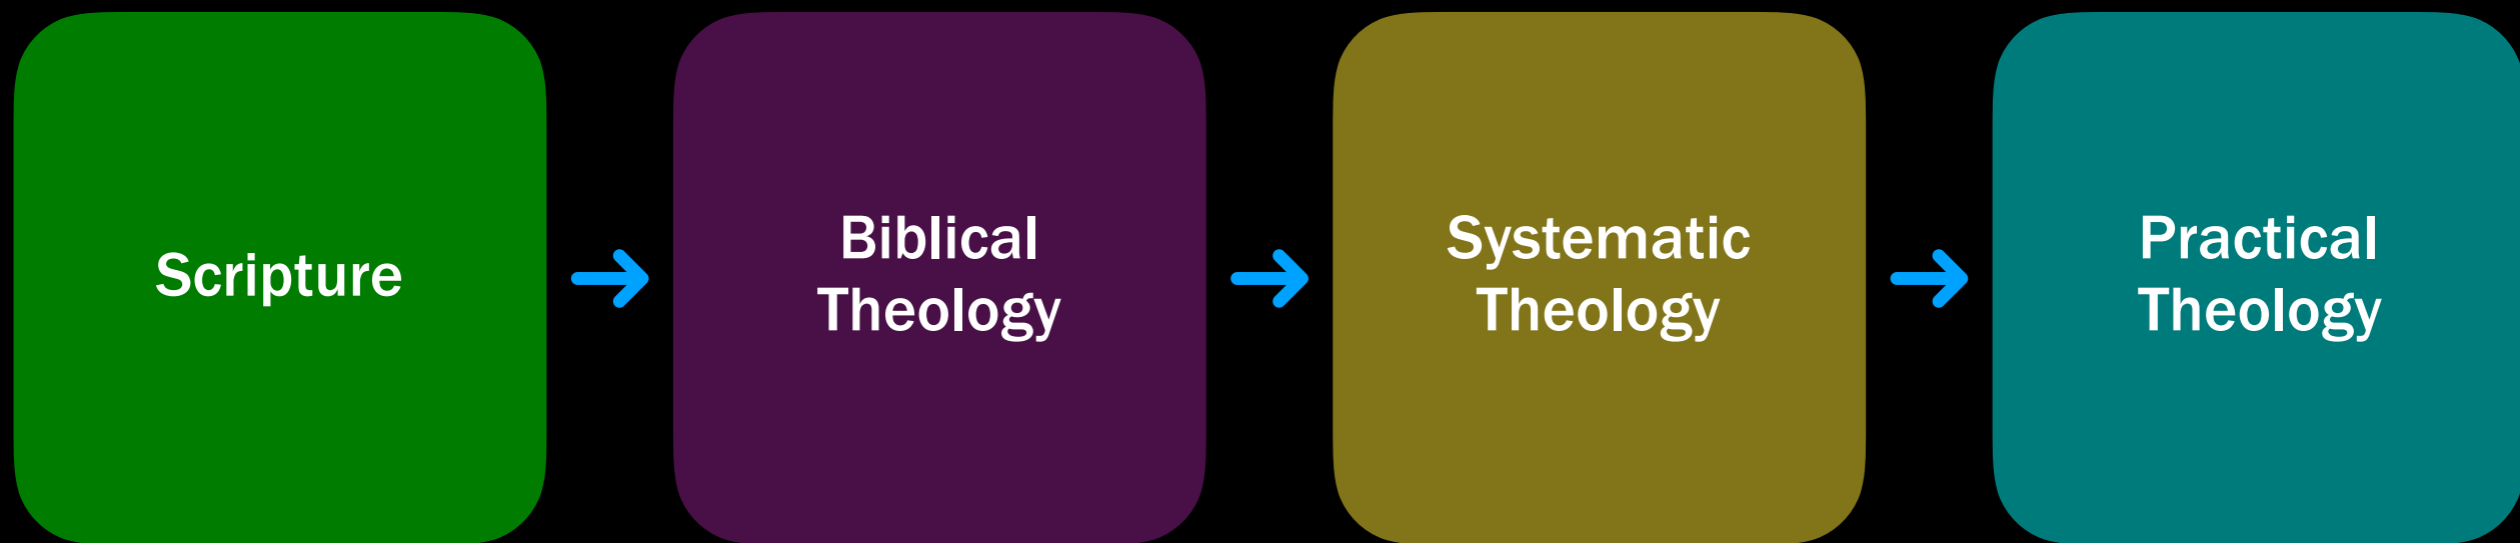 Scripture
Biblical
Theology
Systematic
Theology
Practical
Theology